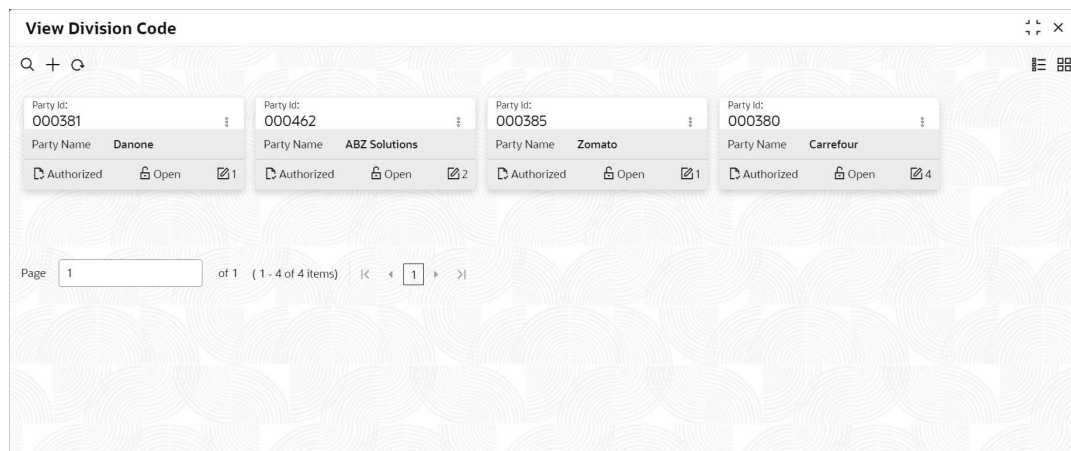 View Division Code
Party Id: Party Id: Party Id: Party Id:
000381 000462 000385 000380
Party Name Danone Party Name ABZ Solutions Party Name Zomato Party Name Carrefour
Authorized Open 1 Authorized Open 2 Authorized Open 1 Authorized Open 4
Page 1 of 1 ( 1 - 4 of 4 items) 1